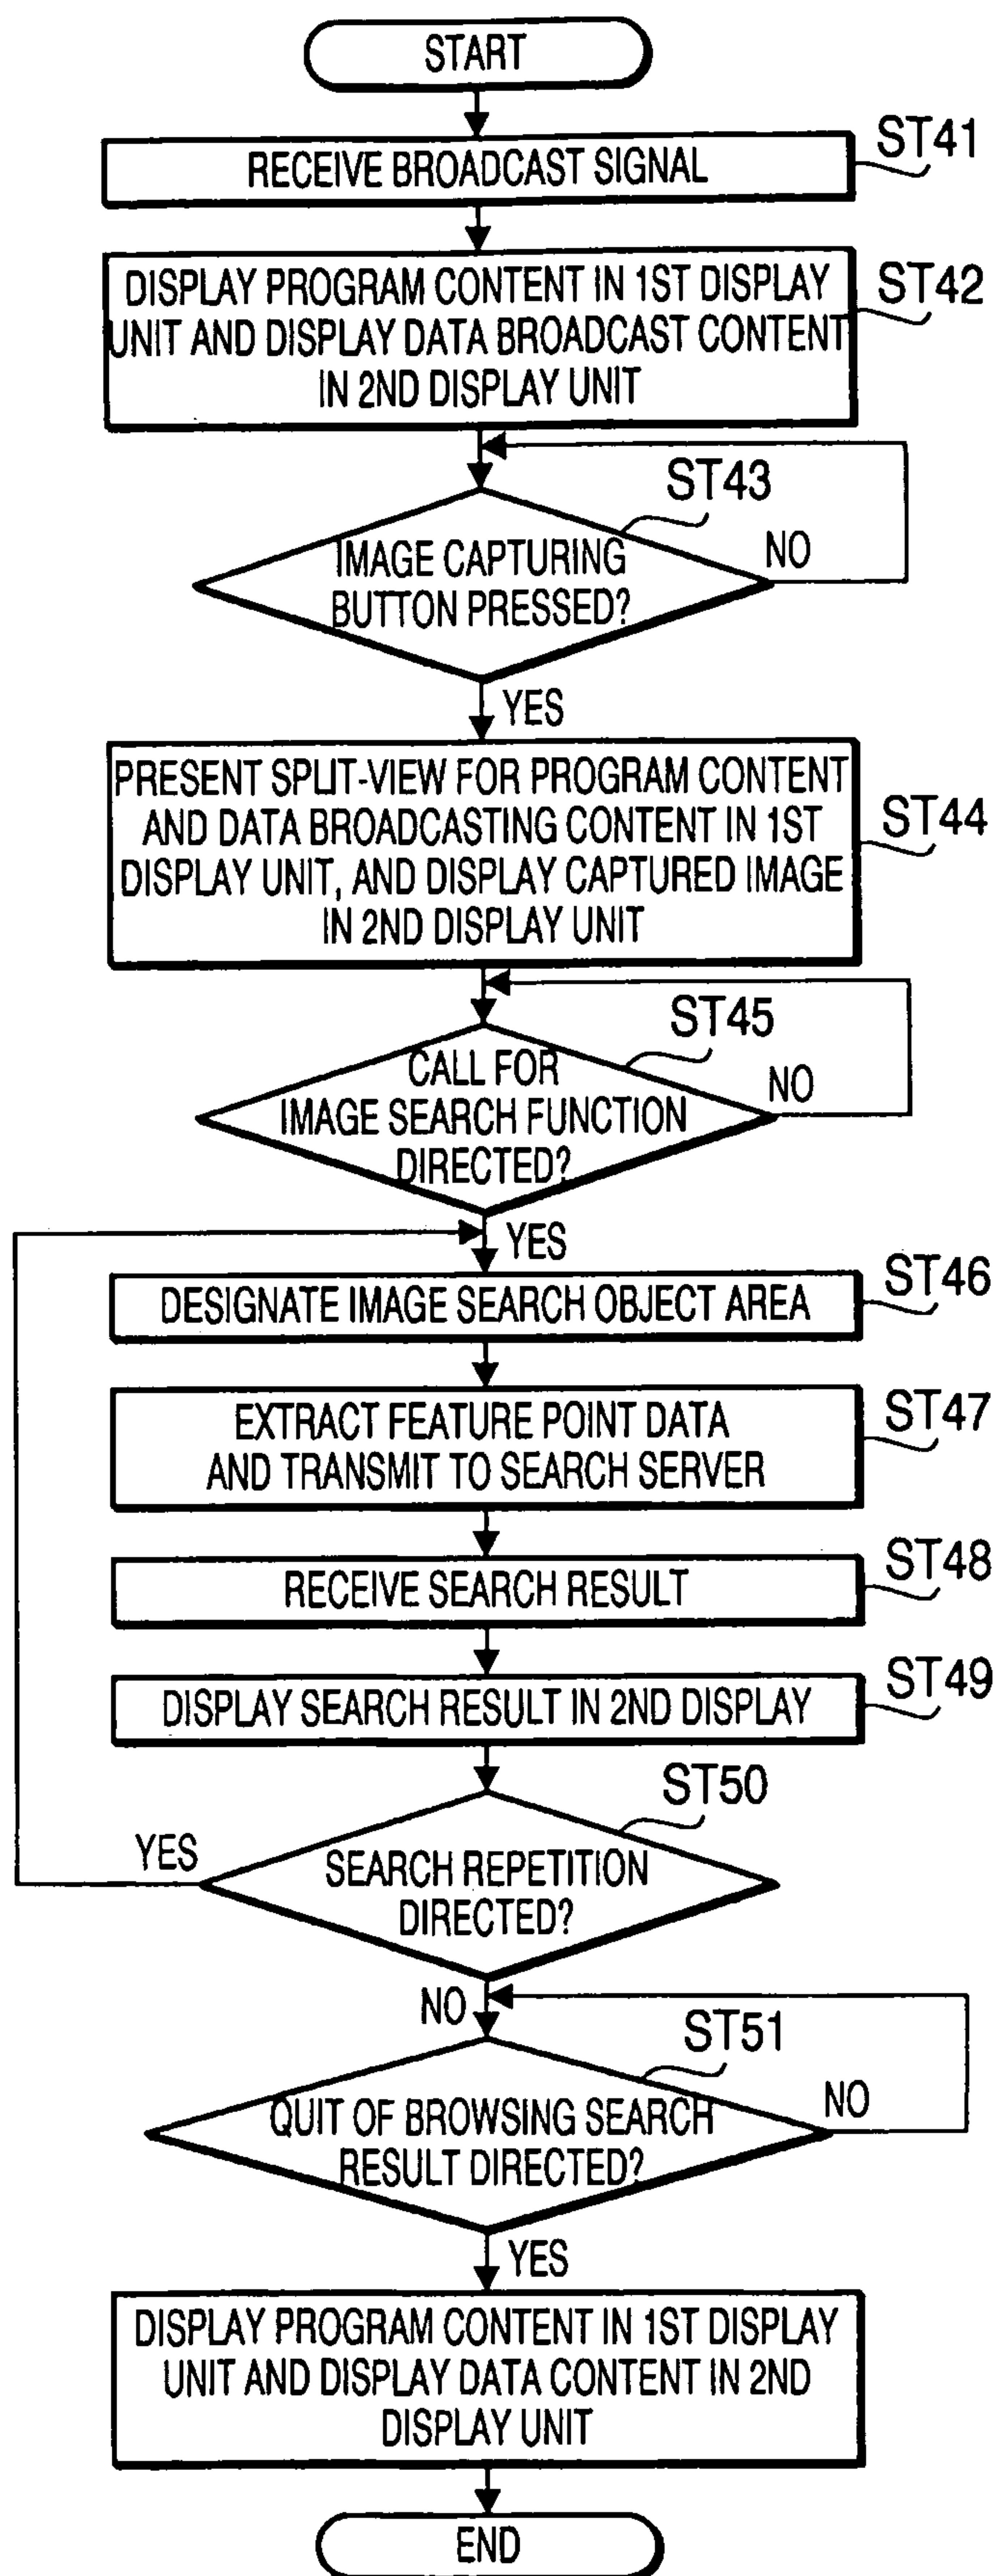 START
RECEIVE BROADCAST SIGNAL
ST41
DISPLAY PROGRAM CONTENT IN 1ST DISPLAY
UNIT AND DISPLAY DATA BROADCAST CONTENT
IN 2ND DISPLAY UNIT
ST42
ST43
IMAGE CAPTURING
BUTTON PRESSED?
NO
YES
PRESENT SPLIT-VIEW FOR PROGRAM CONTENT
AND DATA BROADCASTING CONTENT IN 1ST
DISPLAY UNIT, AND DISPLAY CAPTURED IMAGE
IN 2ND DISPLAY UNIT
ST44
ST45
CALL FOR
IMAGE SEARCH FUNCTION
DIRECTED?
NO
YES
DESIGNATE IMAGE SEARCH OBJECT AREA
ST46
EXTRACT FEATURE POINT DATA
AND TRANSMIT TO SEARCH SERVER
ST47
RECEIVE SEARCH RESULT
ST48
DISPLAY SEARCH RESULT IN 2ND DISPLAY
ST49
ST50
YES
SEARCH REPETITION
DIRECTED?
NO
ST51
QUIT OF BROWSING SEARCH
RESULT DIRECTED?
NO
YES
DISPLAY PROGRAM CONTENT IN 1ST DISPLAY
UNIT AND DISPLAY DATA CONTENT IN 2ND
DISPLAY UNIT
END